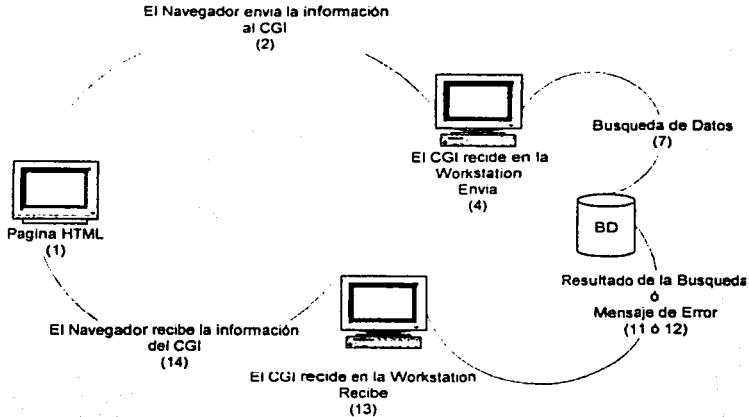 El Navegador envia la información
al CGI
(2)
El CGI recide en la
Workstation
Envia
(4)
Busqueda de Datos
(7)
BD
Pagina HTML
(1)
Resultado de la Busqueda
ó
Mensaje de Error
(11 ó 12)
El Navegador recibe la información
del CGI
(14)
El CGI recide en la Workstation
Recibe
(13)